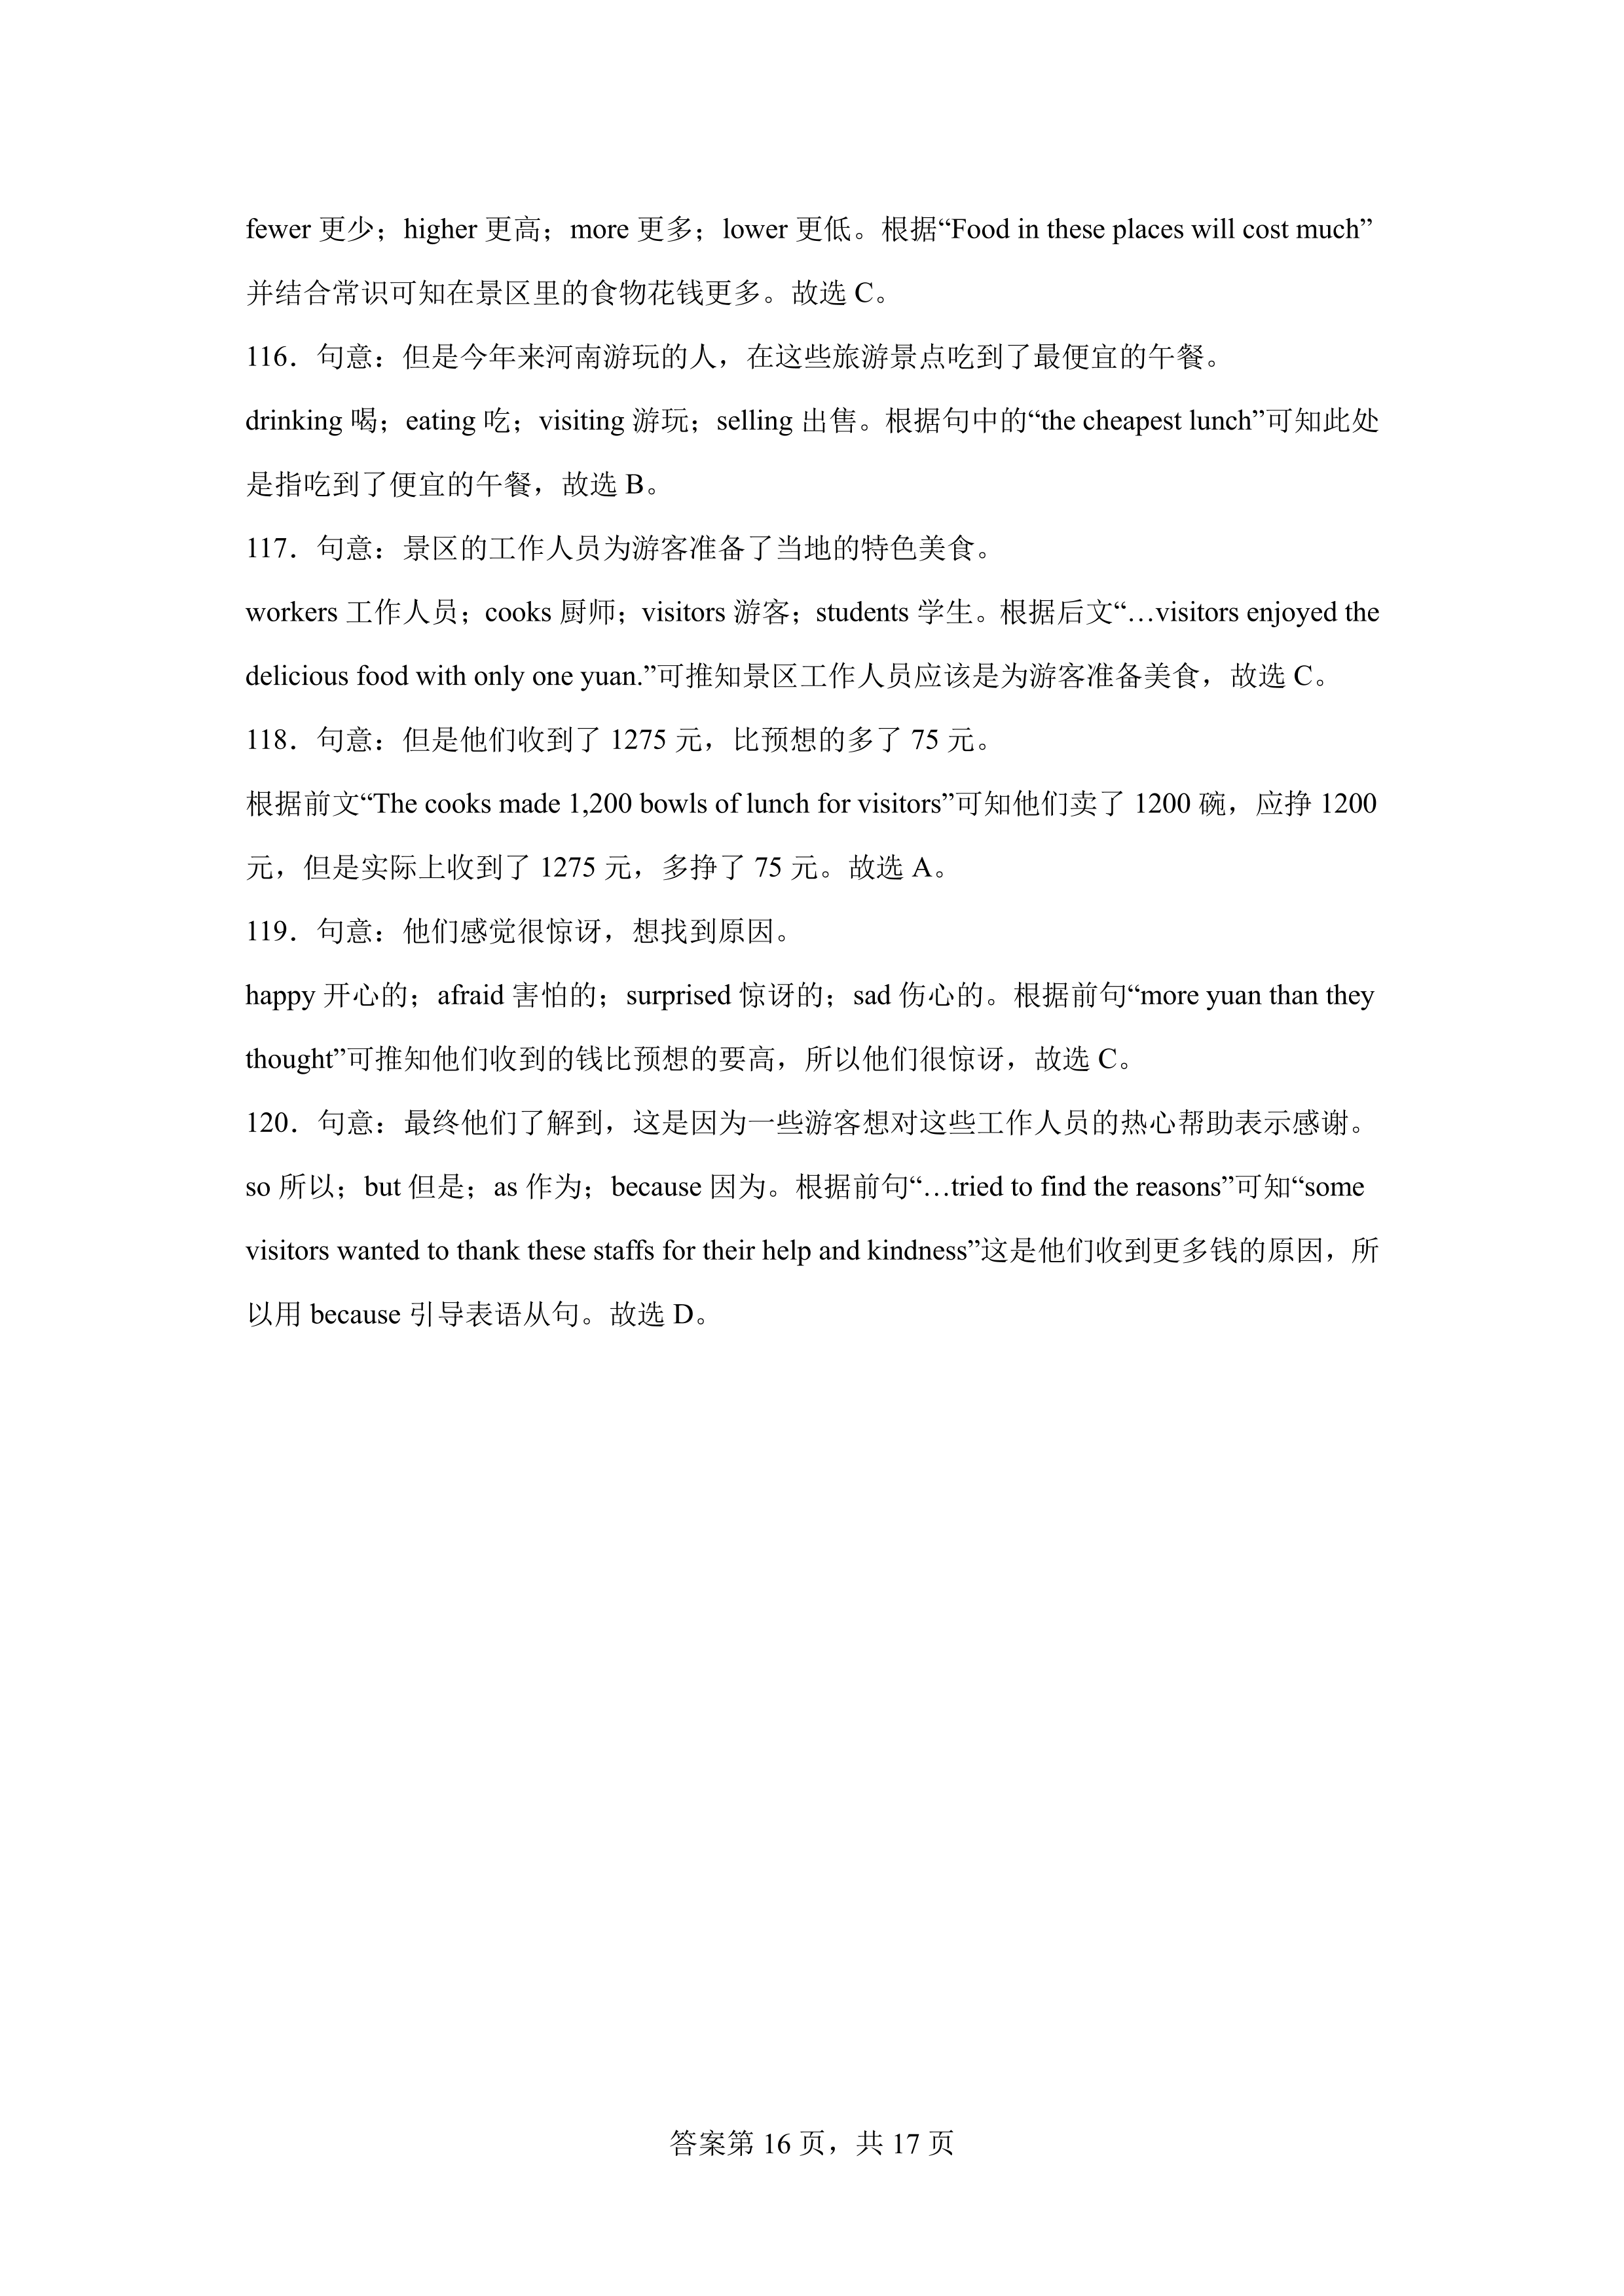 fewer 更少；higher 更高；more 更多；lower 更低。根据“Food in these places will cost much”
并结合常识可知在景区里的食物花钱更多。故选 C。
116．句意：但是今年来河南游玩的人，在这些旅游景点吃到了最便宜的午餐。
drinking 喝；eating 吃；visiting 游玩；selling 出售。根据句中的“the cheapest lunch”可知此处
是指吃到了便宜的午餐，故选 B。
117．句意：景区的工作人员为游客准备了当地的特色美食。
workers 工作人员；cooks 厨师；visitors 游客；students 学生。根据后文“…visitors enjoyed the
delicious food with only one yuan.”可推知景区工作人员应该是为游客准备美食，故选 C。
118．句意：但是他们收到了 1275 元，比预想的多了 75 元。
根据前文“The cooks made 1,200 bowls of lunch for visitors”可知他们卖了 1200 碗，应挣 1200
元，但是实际上收到了 1275 元，多挣了 75 元。故选 A。
119．句意：他们感觉很惊讶，想找到原因。
happy 开心的；afraid 害怕的；surprised 惊讶的；sad 伤心的。根据前句“more yuan than they
thought”可推知他们收到的钱比预想的要高，所以他们很惊讶，故选 C。
120．句意：最终他们了解到，这是因为一些游客想对这些工作人员的热心帮助表示感谢。
so 所以；but 但是；as 作为；because 因为。根据前句“…tried to find the reasons”可知“some
visitors wanted to thank these staffs for their help and kindness”这是他们收到更多钱的原因，所
以用 because 引导表语从句。故选 D。
答案第 16 页，共 17 页